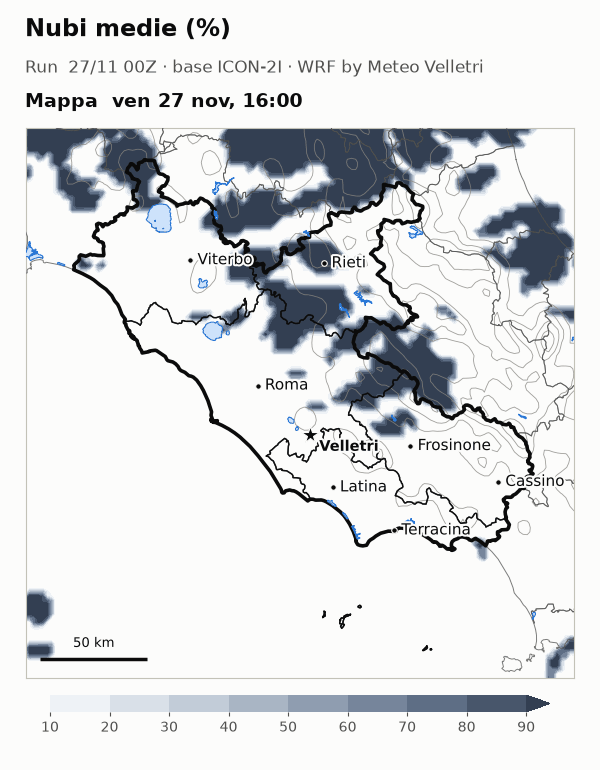 Nubi medie (%)
Run  27/11 00Z · base ICON-2I · WRF by Meteo Velletri
Mappa  ven 27 nov, 16:00
Viterbo
Rieti
Roma
Velletri
Frosinone
Latina
Cassino
Terracina
50 km
10 20 30 40 50 60 70 80 90